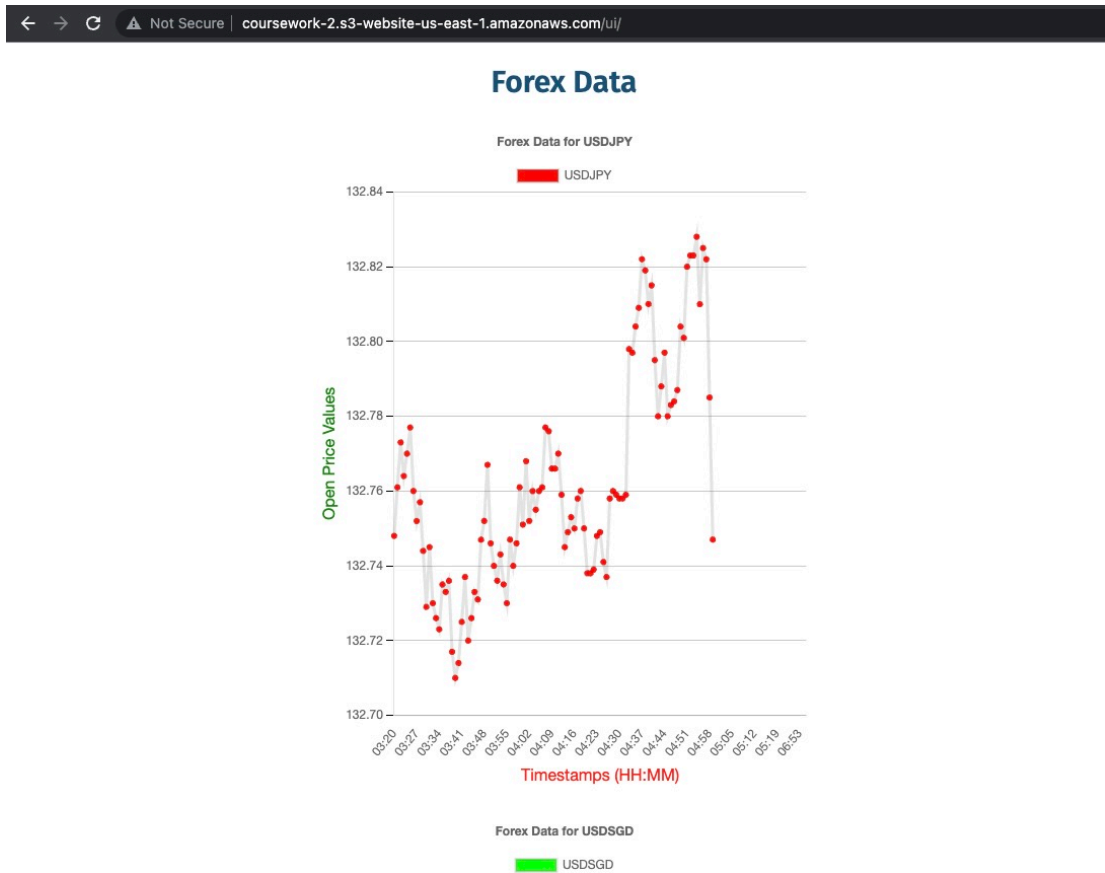 Not Secure | coursework-2.s3-website-us-east-1.amazonaws.com/ui/
Forex Data
Forex Data for USDJPY
USDJPY
132.84
132.82
132.80
132.78
132.76
132.74
132.72
132.70
Open Price Values
03:20 03:27 03:34 03:41 03:48 03:55 04:02 04:09 04:16 04:23 04:30 04:37 04:44 04:51 04:58 05:05 05:12 05:19 06:53
Timestamps (HH:MM)
Forex Data for USDSGD
USDSGD